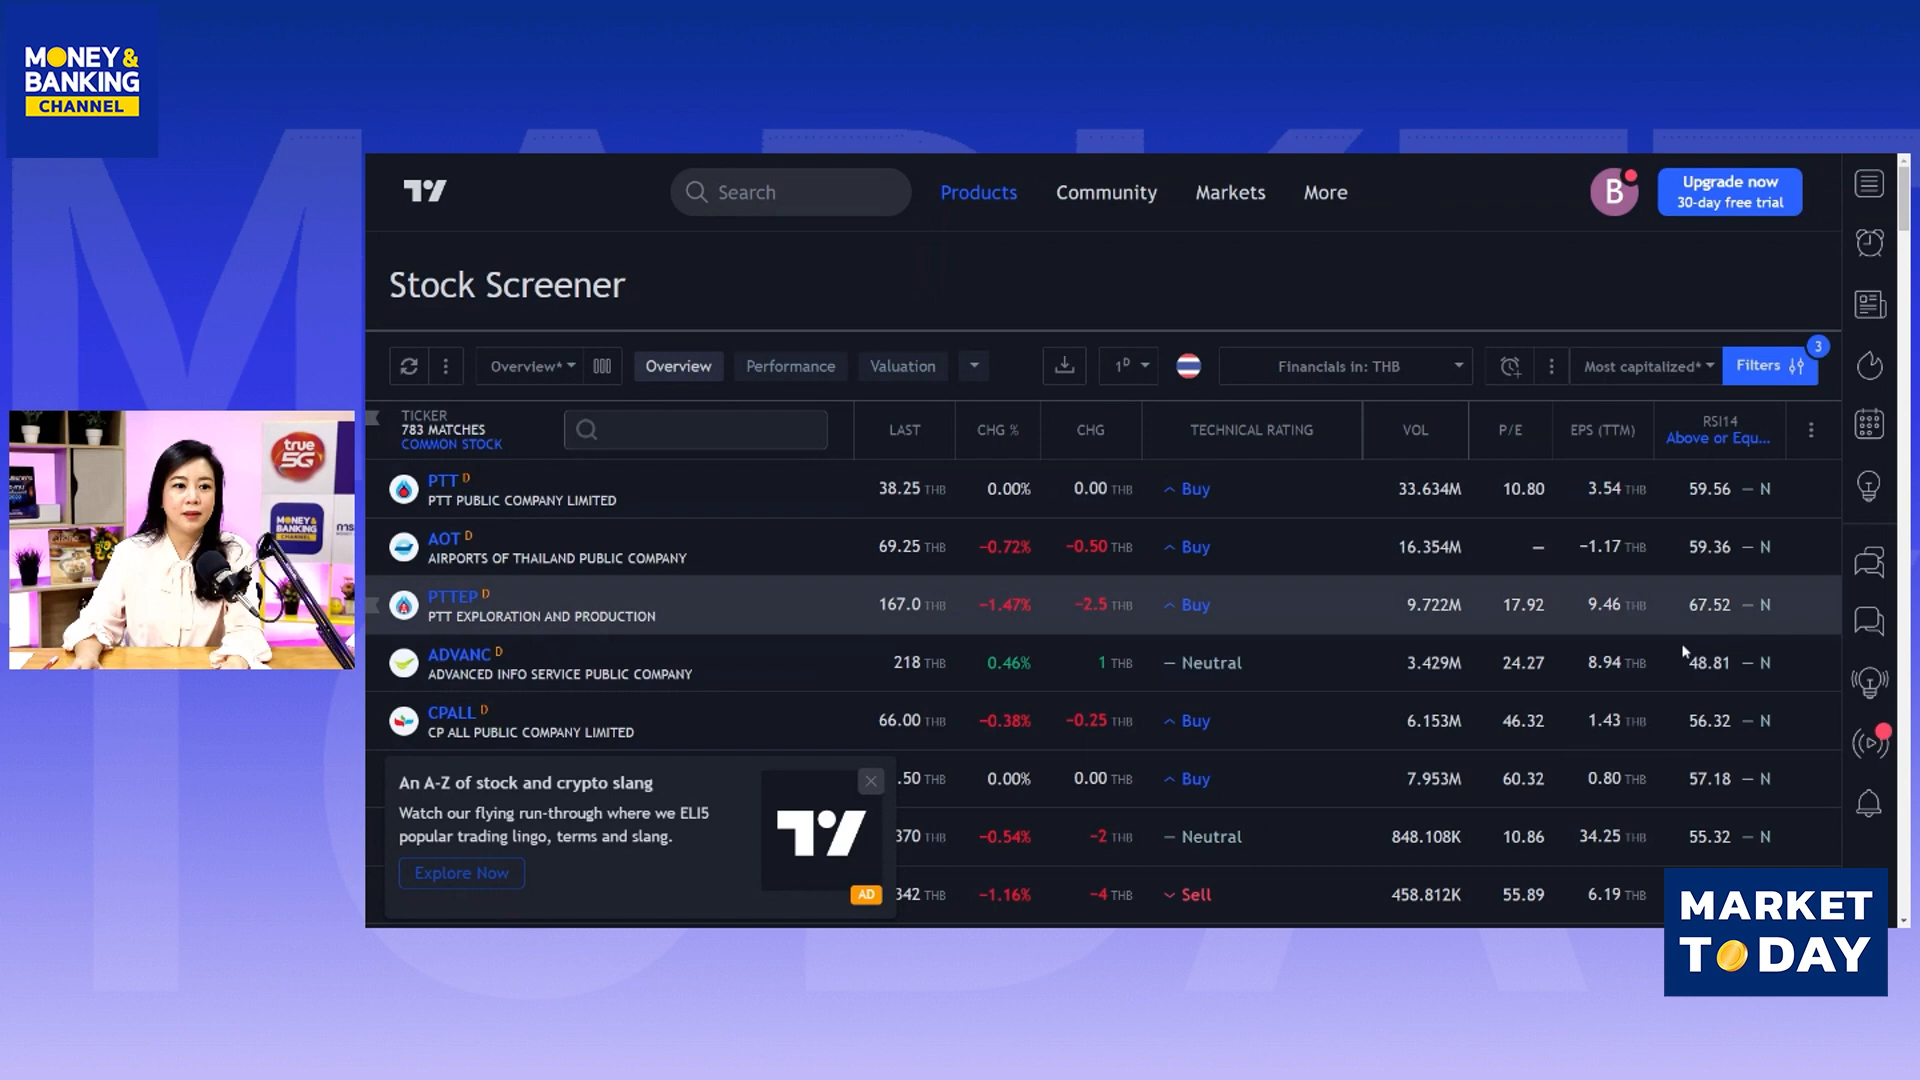 MONEY &
BANKING
CHANNEL
Search
Products
Community
Markets
More
B
Upgrade now
30-day free trial
Stock Screener
Overview*
Overview
Performance
Valuation
1D
Financials in: THB
Most capitalized*
Filters
3
TICKER
783 MATCHES
COMMON STOCK
LAST
CHG %
CHG
TECHNICAL RATING
VOL
P/E
EPS (TTM)
RSI14
Above or Equ...
PTT D
PTT PUBLIC COMPANY LIMITED
38.25 THB 0.00% 0.00 THB Buy 33.634M 10.80 3.54 THB 59.56 — N
AOT D
AIRPORTS OF THAILAND PUBLIC COMPANY
69.25 THB −0.72% −0.50 THB Buy 16.354M — −1.17 THB 59.36 — N
PTTEP D
PTT EXPLORATION AND PRODUCTION
167.0 THB −1.47% −2.5 THB Buy 9.722M 17.92 9.46 THB 67.52 — N
ADVANC D
ADVANCED INFO SERVICE PUBLIC COMPANY
218 THB 0.46% 1 THB — Neutral 3.429M 24.27 8.94 THB 48.81 — N
CPALL D
CP ALL PUBLIC COMPANY LIMITED
66.00 THB −0.38% −0.25 THB Buy 6.153M 46.32 1.43 THB 56.32 — N
.50 THB 0.00% 0.00 THB Buy 7.953M 60.32 0.80 THB 57.18 — N
370 THB −0.54% −2 THB — Neutral 848.108K 10.86 34.25 THB 55.32 — N
342 THB −1.16% −4 THB Sell 458.812K 55.89 6.19 THB
An A-Z of stock and crypto slang
Watch our flying run-through where we ELI5
popular trading lingo, terms and slang.
Explore Now
AD
true
5G
MONEY &
BANKING
CHANNEL
MARKET
TODAY